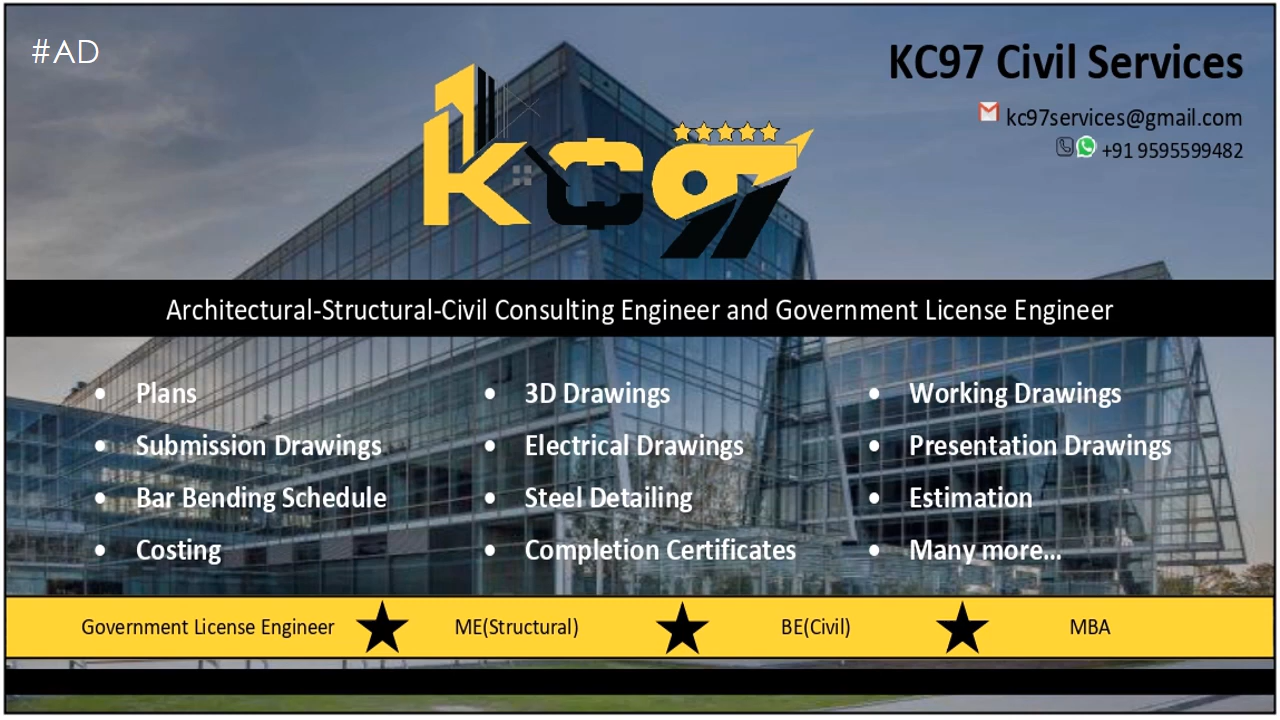 #AD
KC97 Civil Services
kc97services@gmail.com
+91 9595599482
kc97
Architectural-Structural-Civil Consulting Engineer and Government License Engineer
• Plans
• Submission Drawings
• Bar Bending Schedule
• Costing
• 3D Drawings
• Electrical Drawings
• Steel Detailing
• Completion Certificates
• Working Drawings
• Presentation Drawings
• Estimation
• Many more...
Government License Engineer ★ ME(Structural) ★ BE(Civil) ★ MBA